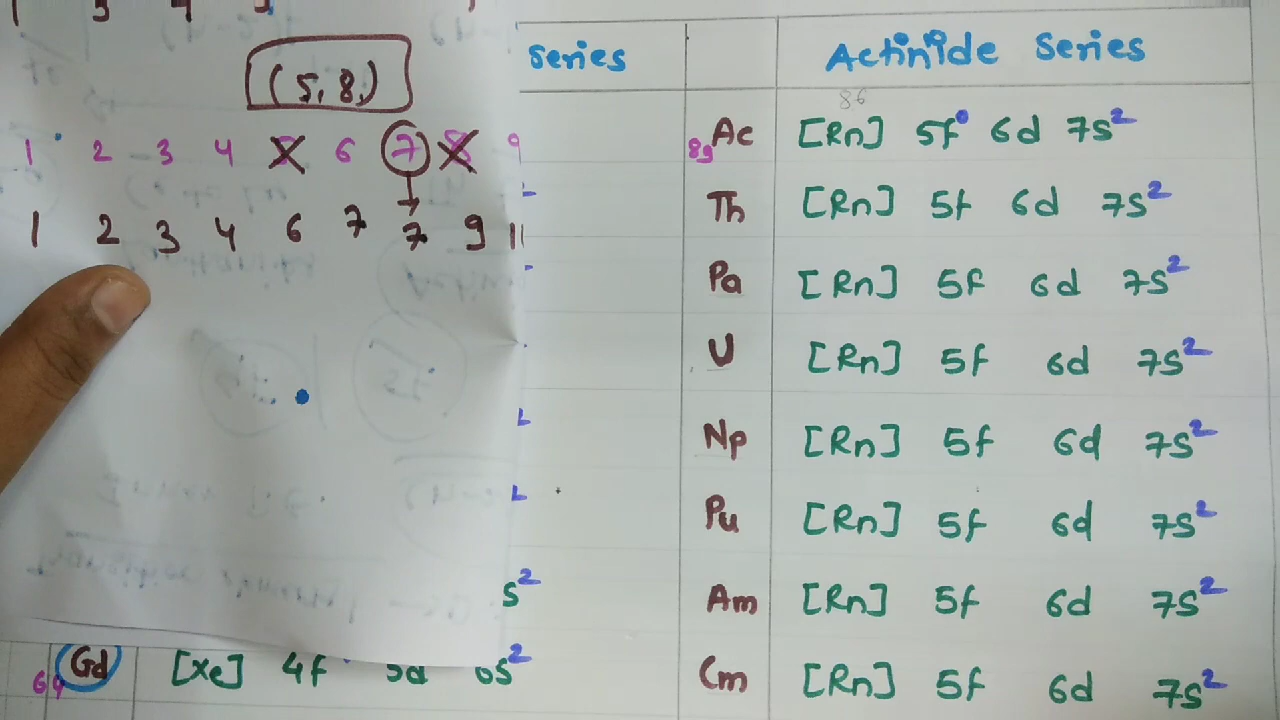 (5, 8,)
1 2 3 4 6 7 9
1 2 3 4 6 7 7 9
Series
Actinide Series
86
89 Ac [Rn] 5f⁰ 6d 7s²
Th [Rn] 5f 6d 7s²
Pa [Rn] 5f 6d 7s²
U [Rn] 5f 6d 7s²
Np [Rn] 5f 6d 7s²
Pu [Rn] 5f 6d 7s²
Am [Rn] 5f 6d 7s²
Cm [Rn] 5f 6d 7s²
s²
64 Gd [Xe] 4f 5d 6s²